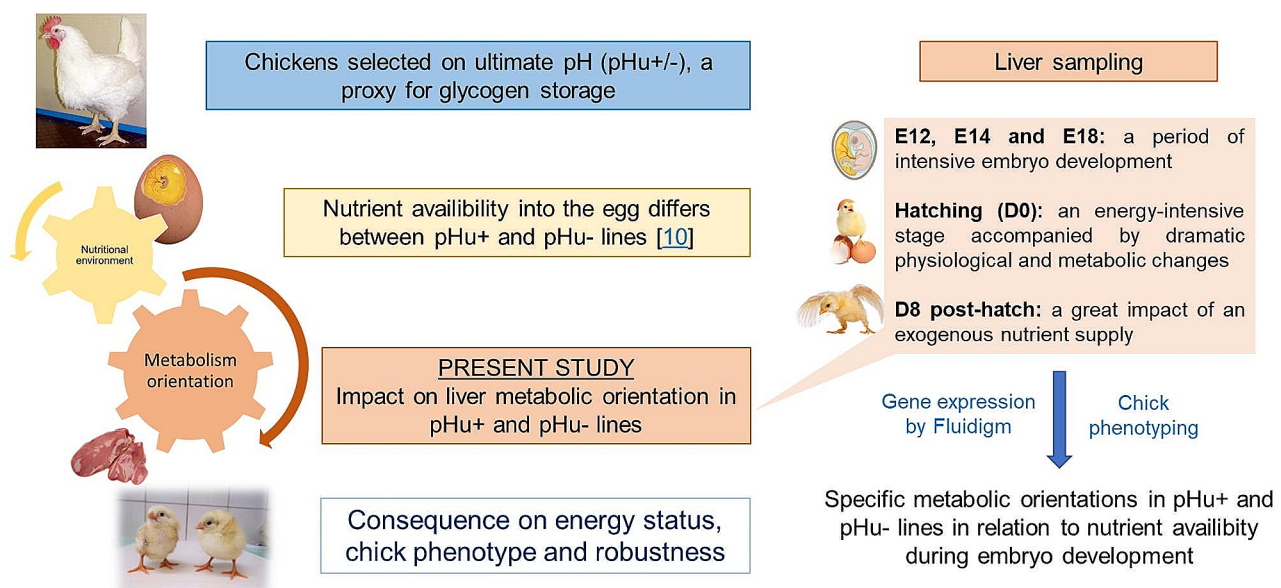 Chickens selected on ultimate pH (pHu+/-), a
proxy for glycogen storage
Nutritional
environment
Nutrient availibility into the egg differs
between pHu+ and pHu- lines [10]
Metabolism
orientation
PRESENT STUDY
Impact on liver metabolic orientation in
pHu+ and pHu- lines
Consequence on energy status,
chick phenotype and robustness
Liver sampling
E12, E14 and E18: a period of
intensive embryo development
Hatching (D0): an energy-intensive
stage accompanied by dramatic
physiological and metabolic changes
D8 post-hatch: a great impact of an
exogenous nutrient supply
Gene expression
by Fluidigm
Chick
phenotyping
Specific metabolic orientations in pHu+ and
pHu- lines in relation to nutrient availibity
during embryo development